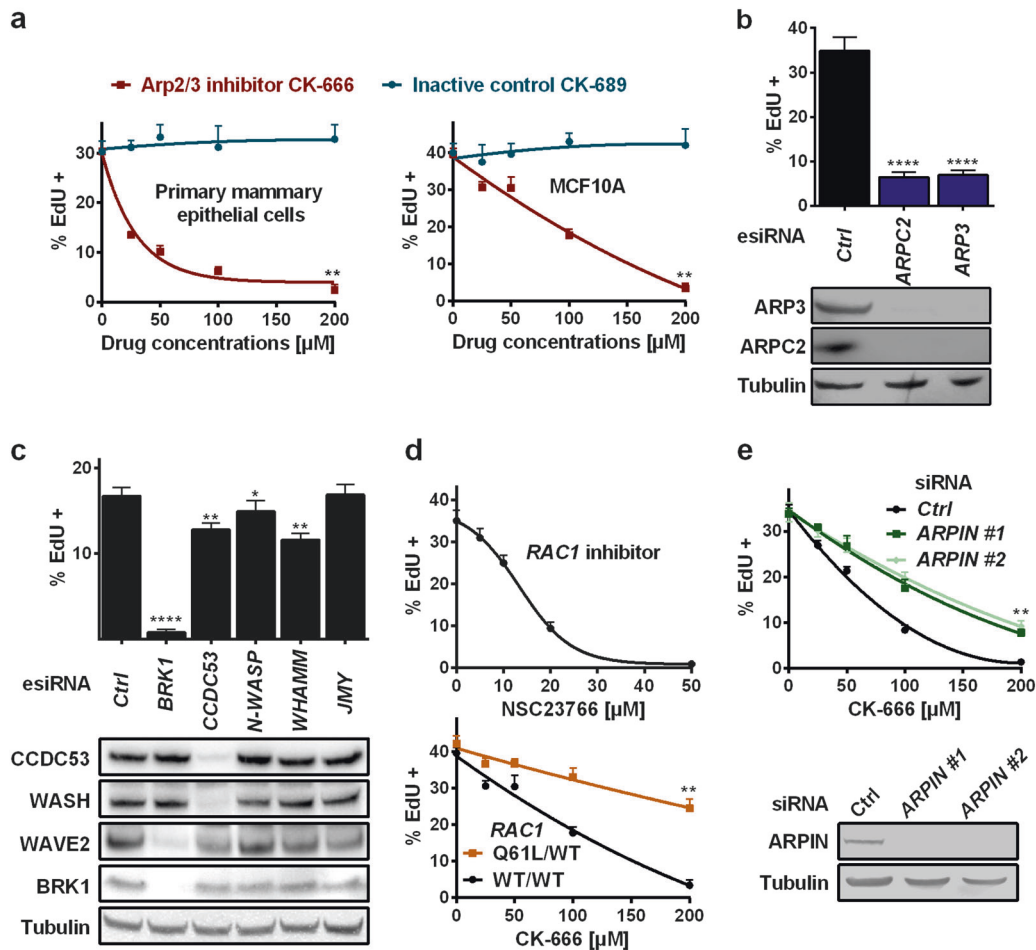 a
Arp2/3 inhibitor CK-666
Inactive control CK-689
% EdU +
30
20
10
0
Primary mammary
epithelial cells
**
0 50 100 150 200
Drug concentrations [µM]
% EdU +
40
30
20
10
0
MCF10A
**
0 50 100 150 200
Drug concentrations [µM]
b
% EdU +
40
30
20
10
0
**** ****
esiRNA
Ctrl
ARPC2
ARP3
ARP3
ARPC2
Tubulin
c
% EdU +
20
10
0
**** ** * **
esiRNA
Ctrl
BRK1
CCDC53
N-WASP
WHAMM
JMY
CCDC53
WASH
WAVE2
BRK1
Tubulin
d
% EdU +
40
30
20
10
0
RAC1 inhibitor
0 10 20 30 40 50
NSC23766 [µM]
% EdU +
40
30
20
10
0
**
RAC1
Q61L/WT
WT/WT
0 50 100 150 200
CK-666 [µM]
e
siRNA
Ctrl
ARPIN #1
ARPIN #2
% EdU +
30
20
10
0
**
0 50 100 150 200
CK-666 [µM]
siRNA
Ctrl
ARPIN #1
ARPIN #2
ARPIN
Tubulin